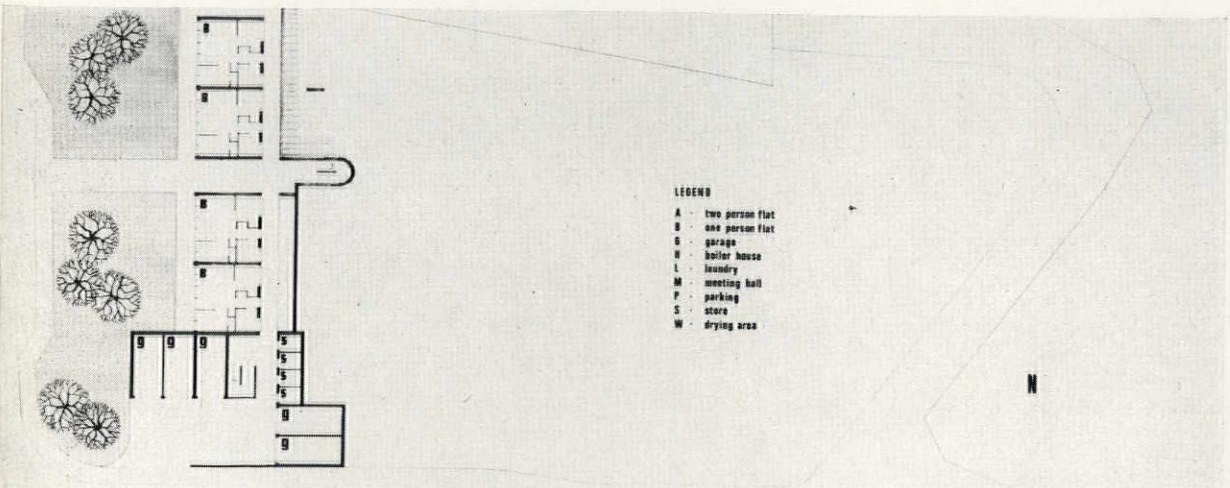 B
B
B
B
g g g
s
s
s
s
g
g
LEGEND
A · two person flat
B · one person flat
G · garage
H · boiler house
L · laundry
M · meeting hall
P · parking
S · store
W · drying area
N